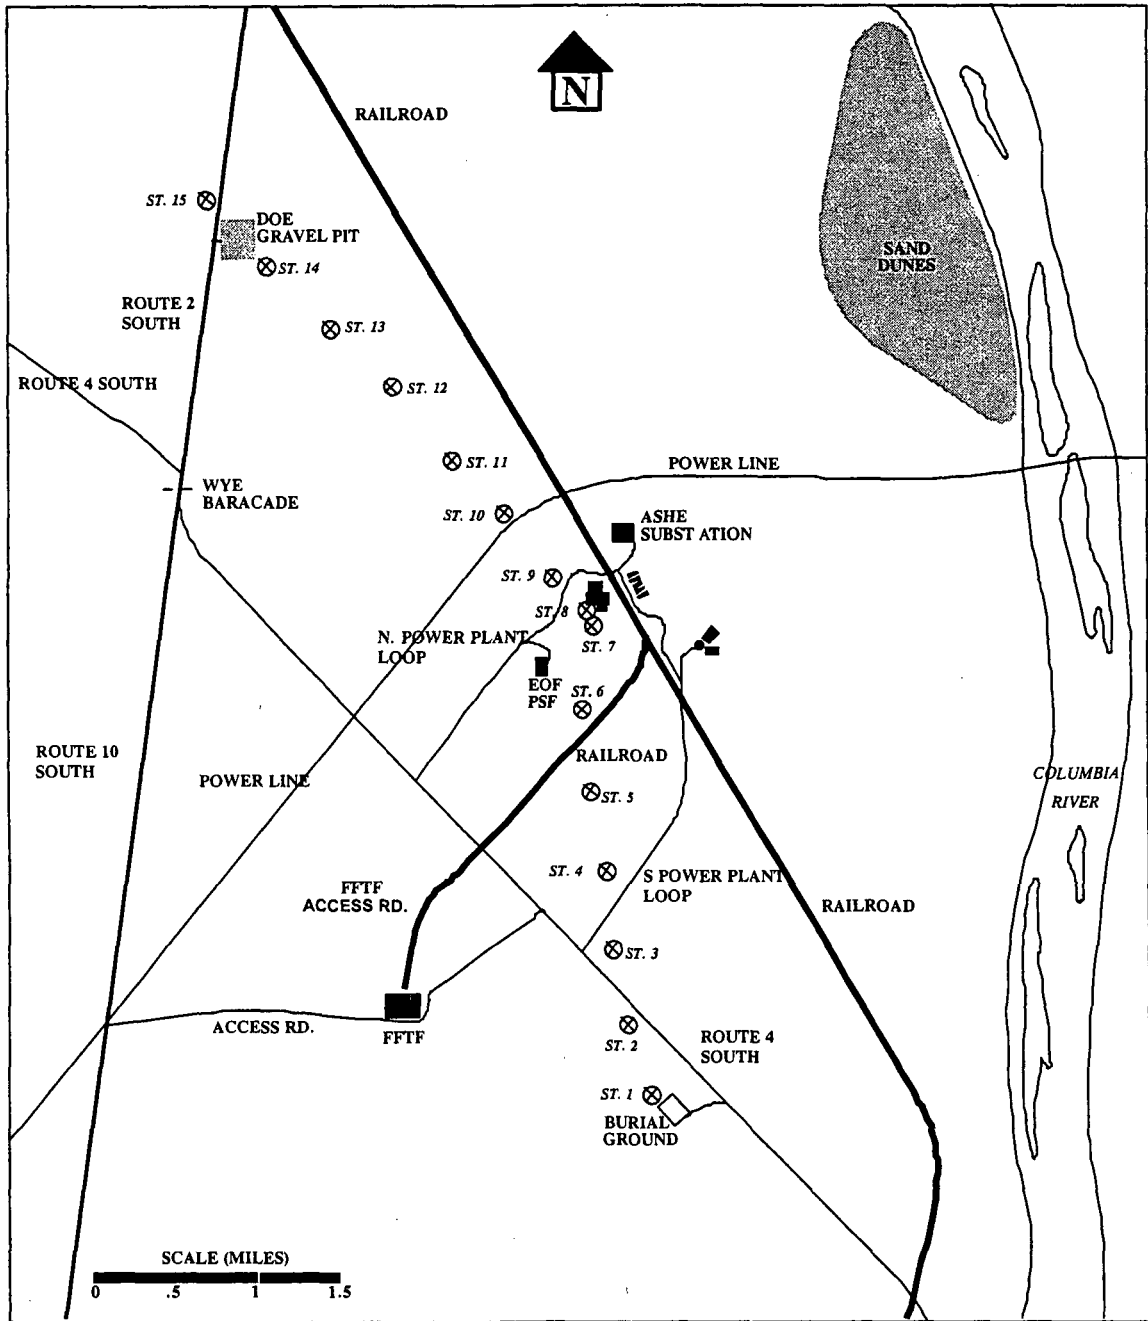 N
RAILROAD
ST. 15
DOE
GRAVEL PIT
ST. 14
SAND
DUNES
ROUTE 2
SOUTH
ST. 13
ROUTE 4 SOUTH
ST. 12
ST. 11
POWER LINE
WYE
BARACADE
ST. 10
ASHE
SUBST ATION
ST. 9
ST. 8
N. POWER PLANT
LOOP
ST. 7
EOF
PSF
ST. 6
ROUTE 10
SOUTH
RAILROAD
POWER LINE
COLUMBIA
RIVER
ST. 5
ST. 4
S POWER PLANT
LOOP
FFTF
ACCESS RD.
RAILROAD
ST. 3
ACCESS RD.
FFTF
ST. 2
ROUTE 4
SOUTH
ST. 1
BURIAL
GROUND
SCALE (MILES)
0 .5 1 1.5